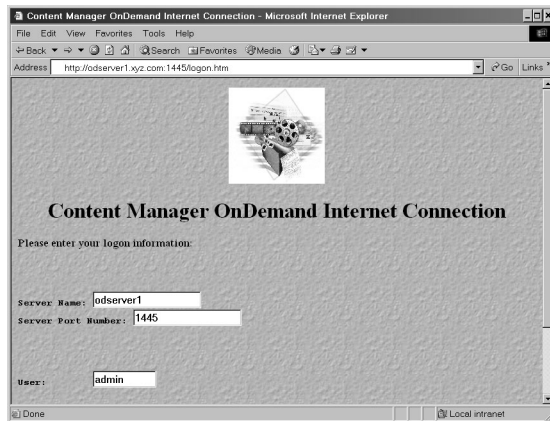 Content Manager OnDemand Internet Connection - Microsoft Internet Explorer
File Edit View Favorites Tools Help
Back Search Favorites Media
Address http://odserver1.xyz.com:1445/logon.htm Go Links
Content Manager OnDemand Internet Connection
Please enter your logon information:
Server Name: odserver1
Server Port Number: 1445
User: admin
Done Local intranet